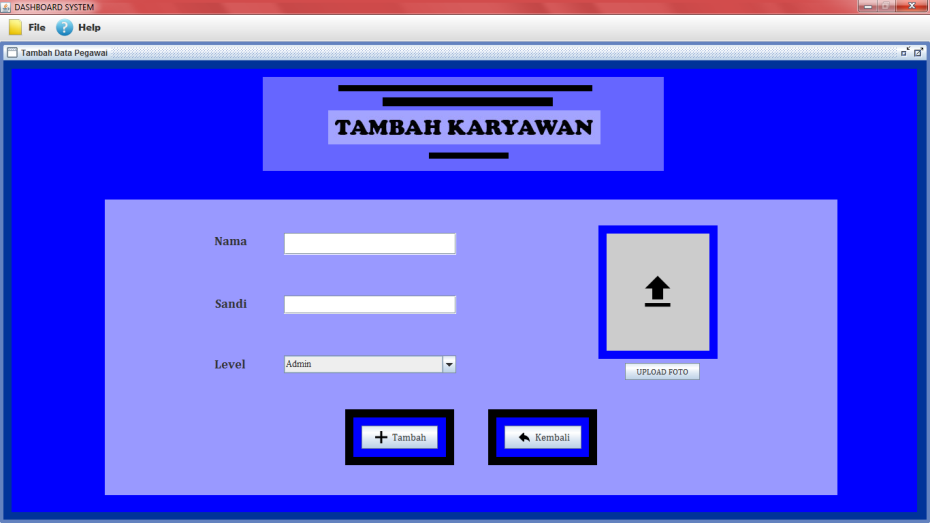 DASHBOARD SYSTEM
File Help
Tambah Data Pegawai
TAMBAH KARYAWAN
Nama
Sandi
Level Admin
UPLOAD FOTO
Tambah Kembali